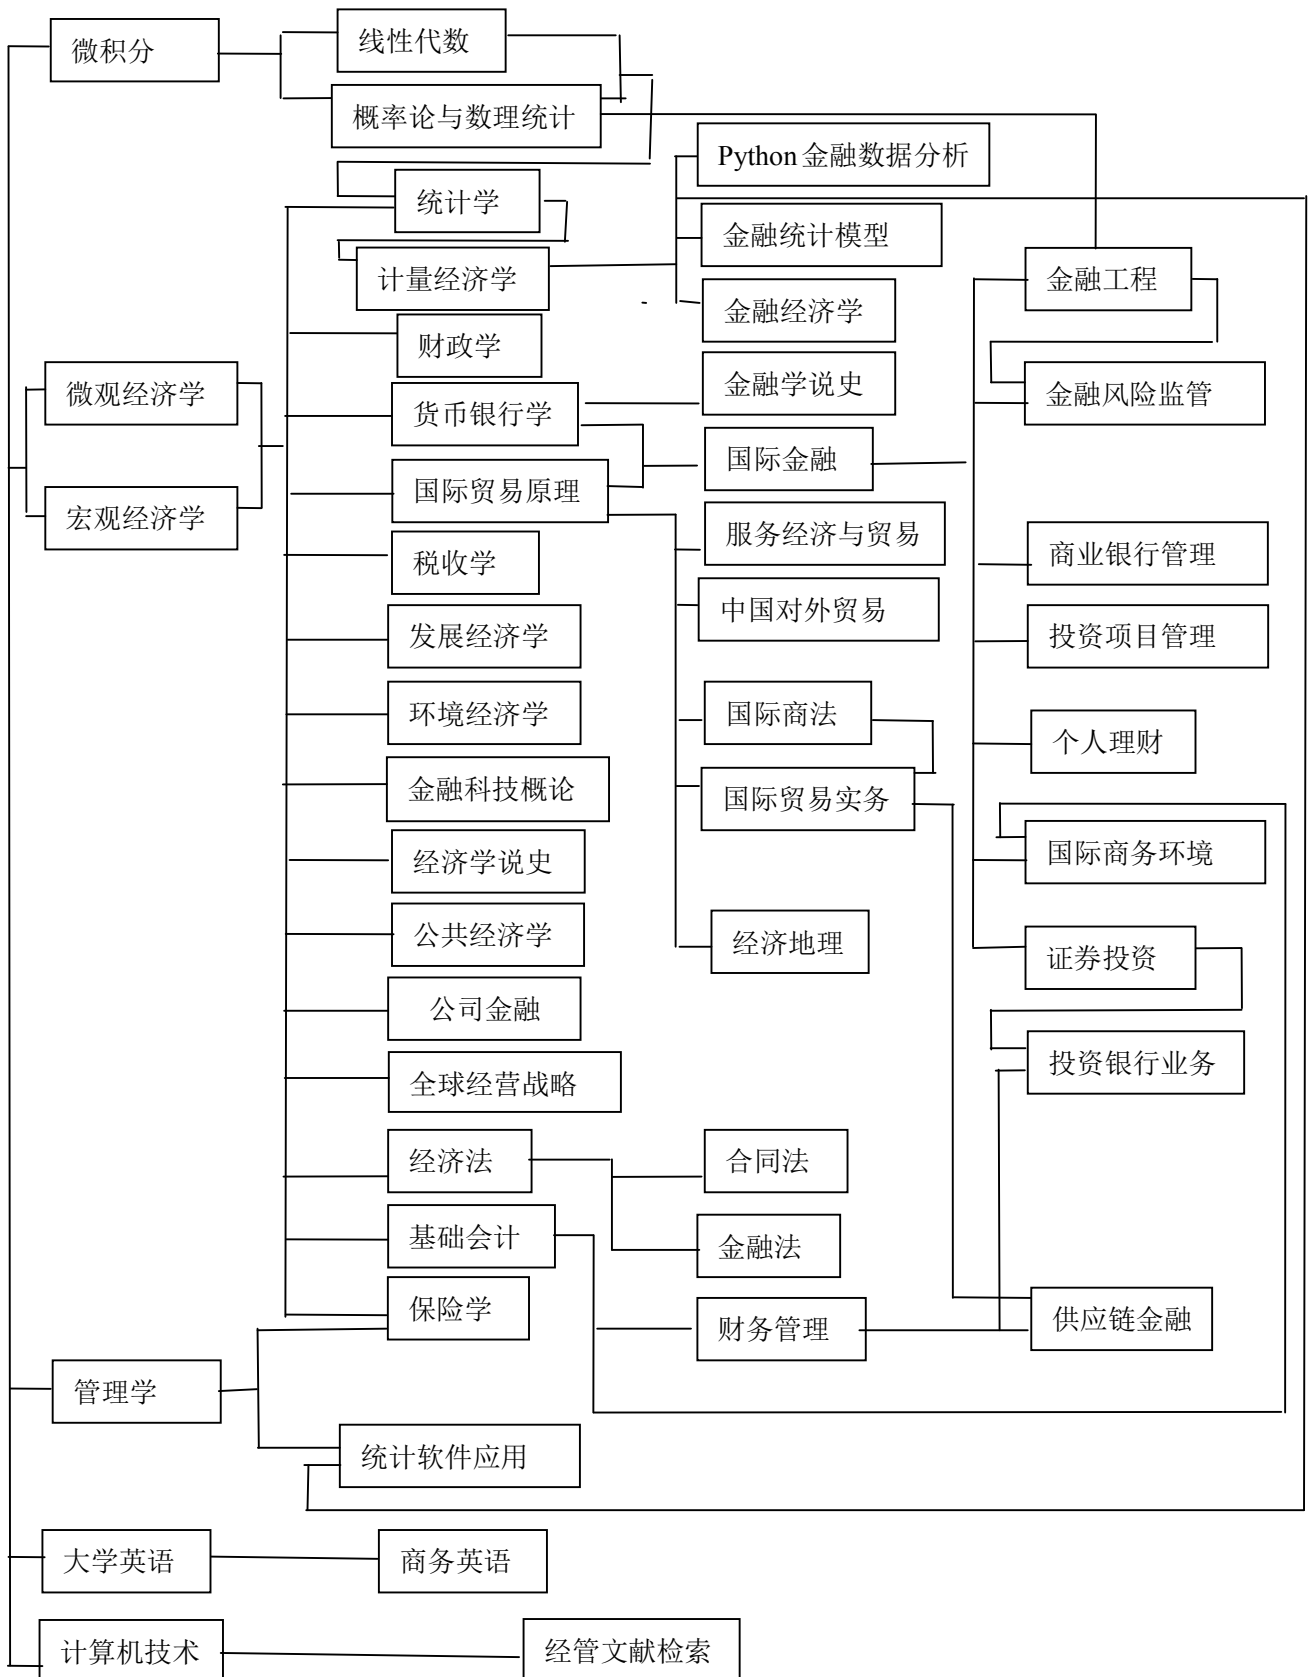 微积分
线性代数
概率论与数理统计
Python 金融数据分析
统计学
金融统计模型
计量经济学
金融工程
金融经济学
财政学
微观经济学
金融学说史
金融风险监管
货币银行学
国际金融
国际贸易原理
宏观经济学
服务经济与贸易
商业银行管理
税收学
中国对外贸易
发展经济学
投资项目管理
环境经济学
国际商法
个人理财
金融科技概论
国际贸易实务
经济学说史
国际商务环境
公共经济学
经济地理
证券投资
公司金融
投资银行业务
全球经营战略
经济法
合同法
基础会计
金融法
保险学
财务管理
供应链金融
管理学
统计软件应用
大学英语
商务英语
计算机技术
经管文献检索